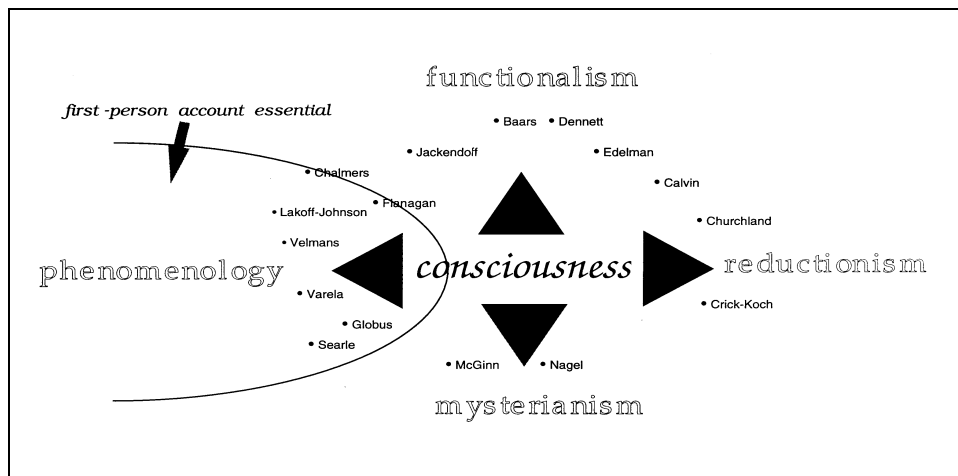 functionalism
first-person account essential
Baars
Dennett
Jackendoff
Edelman
Chalmers
Calvin
Flanagan
Lakoff-Johnson
Churchland
Velmans
phenomenology
consciousness
reductionism
Varela
Crick-Koch
Globus
Searle
McGinn
Nagel
mysterianism